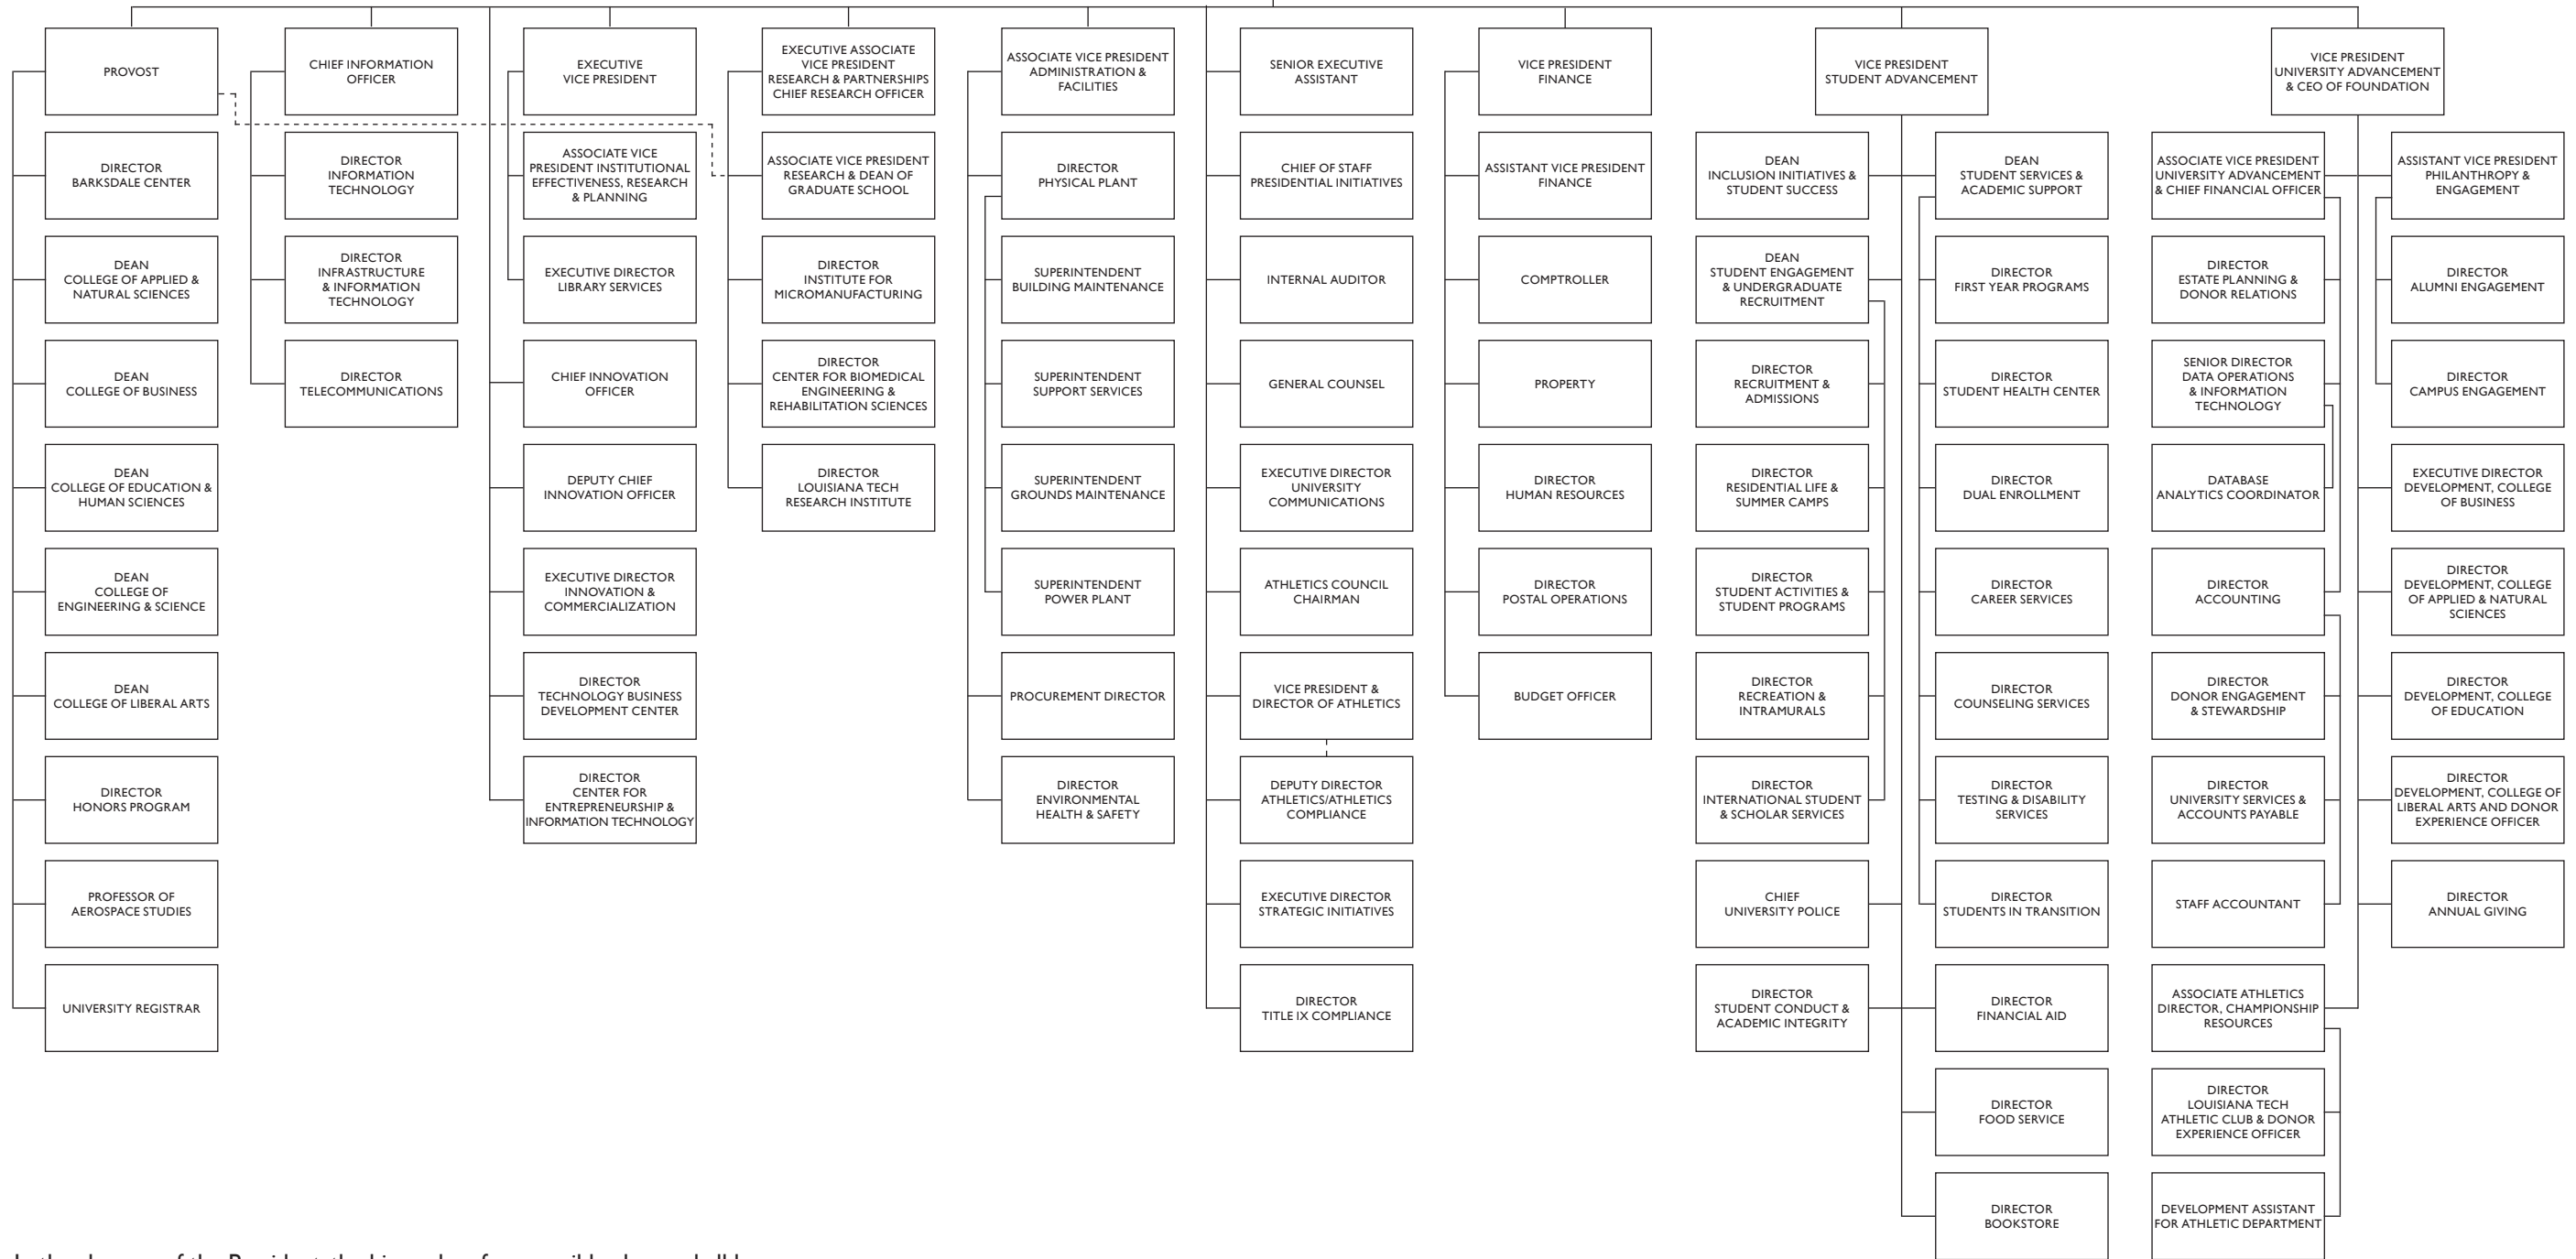 PROVOST
DIRECTOR
BARKSDALE CENTER
DEAN
COLLEGE OF APPLIED &
NATURAL SCIENCES
DEAN
COLLEGE OF BUSINESS
DEAN
COLLEGE OF EDUCATION &
HUMAN SCIENCES
DEAN
COLLEGE OF
ENGINEERING & SCIENCE
DEAN
COLLEGE OF LIBERAL ARTS
DIRECTOR
HONORS PROGRAM
PROFESSOR OF
AEROSPACE STUDIES
UNIVERSITY REGISTRAR
CHIEF INFORMATION
OFFICER
DIRECTOR
INFORMATION
TECHNOLOGY
DIRECTOR
INFRASTRUCTURE
& INFORMATION
TECHNOLOGY
DIRECTOR
TELECOMMUNICATIONS
EXECUTIVE
VICE PRESIDENT
ASSOCIATE VICE
PRESIDENT INSTITUTIONAL
EFFECTIVENESS, RESEARCH
& PLANNING
EXECUTIVE DIRECTOR
LIBRARY SERVICES
CHIEF INNOVATION
OFFICER
DEPUTY CHIEF
INNOVATION OFFICER
EXECUTIVE DIRECTOR
INNOVATION &
COMMERCIALIZATION
DIRECTOR
TECHNOLOGY BUSINESS
DEVELOPMENT CENTER
DIRECTOR
CENTER FOR
ENTREPRENEURSHIP &
INFORMATION TECHNOLOGY
EXECUTIVE ASSOCIATE
VICE PRESIDENT
RESEARCH & PARTNERSHIPS
CHIEF RESEARCH OFFICER
ASSOCIATE VICE PRESIDENT
RESEARCH & DEAN OF
GRADUATE SCHOOL
DIRECTOR
INSTITUTE FOR
MICROMANUFACTURING
DIRECTOR
CENTER FOR BIOMEDICAL
ENGINEERING &
REHABILITATION SCIENCES
DIRECTOR
LOUISIANA TECH
RESEARCH INSTITUTE
ASSOCIATE VICE PRESIDENT
ADMINISTRATION &
FACILITIES
DIRECTOR
PHYSICAL PLANT
SUPERINTENDENT
BUILDING MAINTENANCE
SUPERINTENDENT
SUPPORT SERVICES
SUPERINTENDENT
GROUNDS MAINTENANCE
SUPERINTENDENT
POWER PLANT
PROCUREMENT DIRECTOR
DIRECTOR
ENVIRONMENTAL
HEALTH & SAFETY
SENIOR EXECUTIVE
ASSISTANT
CHIEF OF STAFF
PRESIDENTIAL INITIATIVES
INTERNAL AUDITOR
GENERAL COUNSEL
EXECUTIVE DIRECTOR
UNIVERSITY
COMMUNICATIONS
ATHLETICS COUNCIL
CHAIRMAN
VICE PRESIDENT &
DIRECTOR OF ATHLETICS
DEPUTY DIRECTOR
ATHLETICS/ATHLETICS
COMPLIANCE
EXECUTIVE DIRECTOR
STRATEGIC INITIATIVES
DIRECTOR
TITLE IX COMPLIANCE
VICE PRESIDENT
FINANCE
ASSISTANT VICE PRESIDENT
FINANCE
COMPTROLLER
PROPERTY
DIRECTOR
HUMAN RESOURCES
DIRECTOR
POSTAL OPERATIONS
BUDGET OFFICER
VICE PRESIDENT
STUDENT ADVANCEMENT
DEAN
INCLUSION INITIATIVES &
STUDENT SUCCESS
DEAN
STUDENT ENGAGEMENT
& UNDERGRADUATE
RECRUITMENT
DIRECTOR
RECRUITMENT &
ADMISSIONS
DIRECTOR
RESIDENTIAL LIFE &
SUMMER CAMPS
DIRECTOR
STUDENT ACTIVITIES &
STUDENT PROGRAMS
DIRECTOR
RECREATION &
INTRAMURALS
DIRECTOR
INTERNATIONAL STUDENT
& SCHOLAR SERVICES
CHIEF
UNIVERSITY POLICE
DIRECTOR
STUDENT CONDUCT &
ACADEMIC INTEGRITY
DEAN
STUDENT SERVICES &
ACADEMIC SUPPORT
DIRECTOR
FIRST YEAR PROGRAMS
DIRECTOR
STUDENT HEALTH CENTER
DIRECTOR
DUAL ENROLLMENT
DIRECTOR
CAREER SERVICES
DIRECTOR
COUNSELING SERVICES
DIRECTOR
TESTING & DISABILITY
SERVICES
DIRECTOR
STUDENTS IN TRANSITION
DIRECTOR
FINANCIAL AID
DIRECTOR
FOOD SERVICE
DIRECTOR
BOOKSTORE
VICE PRESIDENT
UNIVERSITY ADVANCEMENT
& CEO OF FOUNDATION
ASSOCIATE VICE PRESIDENT
UNIVERSITY ADVANCEMENT
& CHIEF FINANCIAL OFFICER
DIRECTOR
ESTATE PLANNING &
DONOR RELATIONS
SENIOR DIRECTOR
DATA OPERATIONS
& INFORMATION
TECHNOLOGY
DATABASE
ANALYTICS COORDINATOR
DIRECTOR
ACCOUNTING
DIRECTOR
DONOR ENGAGEMENT
& STEWARDSHIP
DIRECTOR
UNIVERSITY SERVICES &
ACCOUNTS PAYABLE
STAFF ACCOUNTANT
ASSOCIATE ATHLETICS
DIRECTOR, CHAMPIONSHIP
RESOURCES
DIRECTOR
LOUISIANA TECH
ATHLETIC CLUB & DONOR
EXPERIENCE OFFICER
DEVELOPMENT ASSISTANT
FOR ATHLETIC DEPARTMENT
ASSISTANT VICE PRESIDENT
PHILANTHROPY &
ENGAGEMENT
DIRECTOR
ALUMNI ENGAGEMENT
DIRECTOR
CAMPUS ENGAGEMENT
EXECUTIVE DIRECTOR
DEVELOPMENT, COLLEGE
OF BUSINESS
DIRECTOR
DEVELOPMENT, COLLEGE
OF APPLIED & NATURAL
SCIENCES
DIRECTOR
DEVELOPMENT, COLLEGE
OF EDUCATION
DIRECTOR
DEVELOPMENT, COLLEGE OF
LIBERAL ARTS AND DONOR
EXPERIENCE OFFICER
DIRECTOR
ANNUAL GIVING